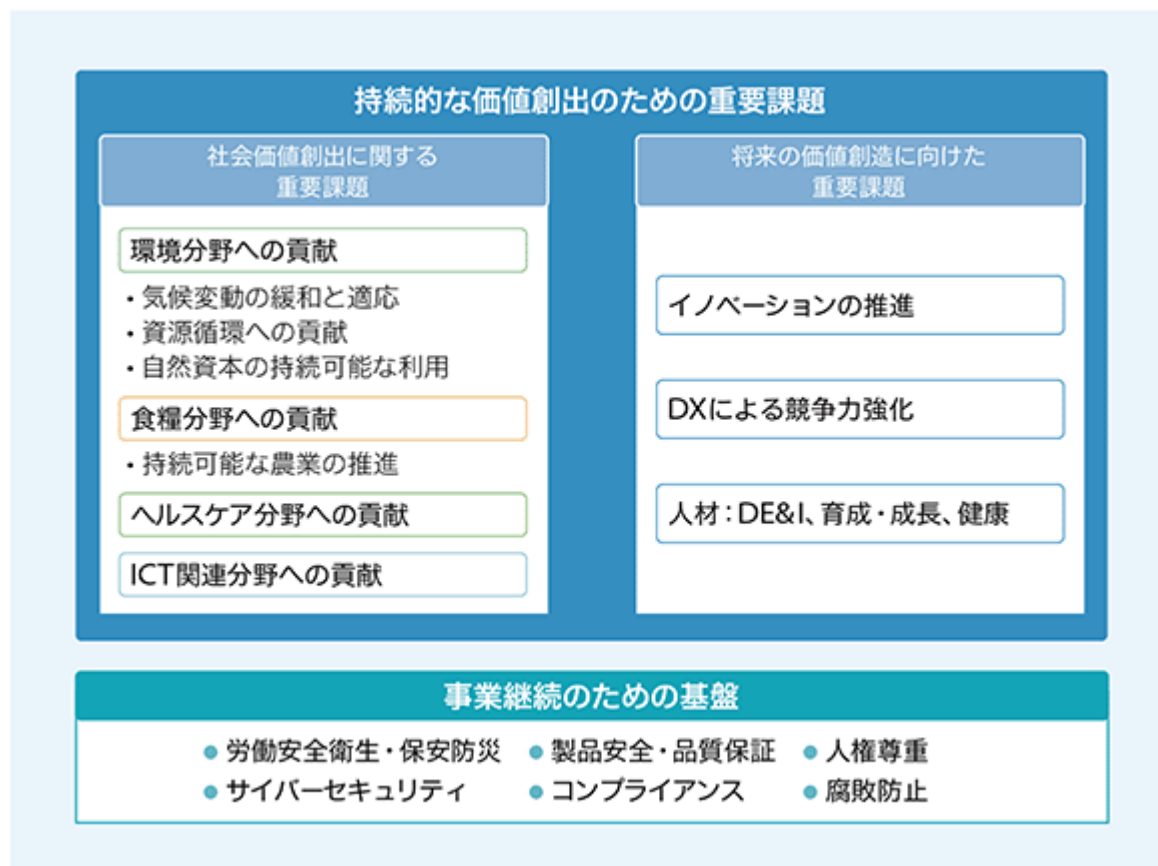 持続的な価値創出のための重要課題
社会価値創出に関する
重要課題
環境分野への貢献
・気候変動の緩和と適応
・資源循環への貢献
・自然資本の持続可能な利用
食糧分野への貢献
・持続可能な農業の推進
ヘルスケア分野への貢献
ICT関連分野への貢献
将来の価値創造に向けた
重要課題
イノベーションの推進
DXによる競争力強化
人材：DE&I、育成・成長、健康
事業継続のための基盤
● 労働安全衛生・保安防災 ● 製品安全・品質保証 ● 人権尊重
● サイバーセキュリティ ● コンプライアンス ● 腐敗防止